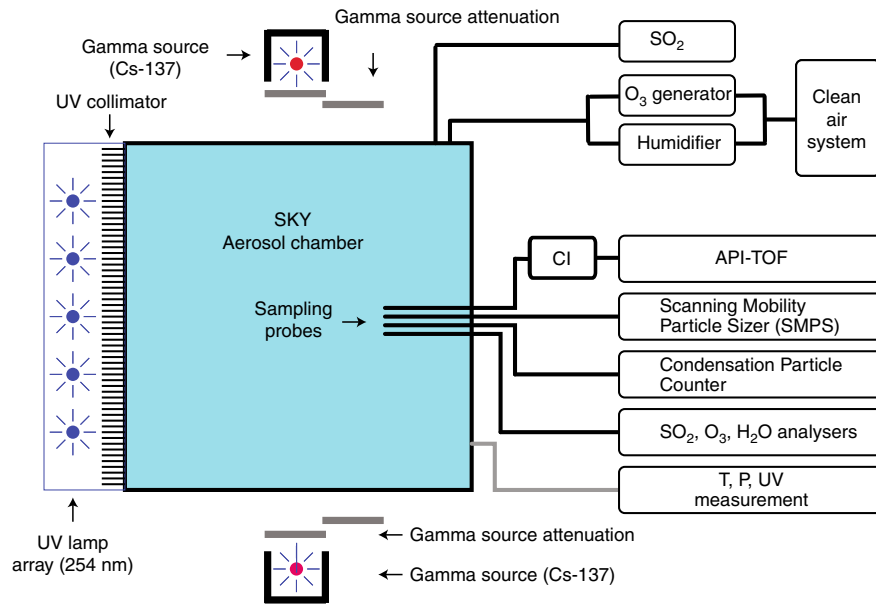 Gamma source attenuation
Gamma source
(Cs-137)
UV collimator
SO₂
O₃ generator
Humidifier
Clean
air
system
SKY
Aerosol chamber
Sampling
probes
CI
API-TOF
Scanning Mobility
Particle Sizer (SMPS)
Condensation Particle
Counter
SO₂, O₃, H₂O analysers
T, P, UV
measurement
UV lamp
array (254 nm)
Gamma source attenuation
Gamma source (Cs-137)